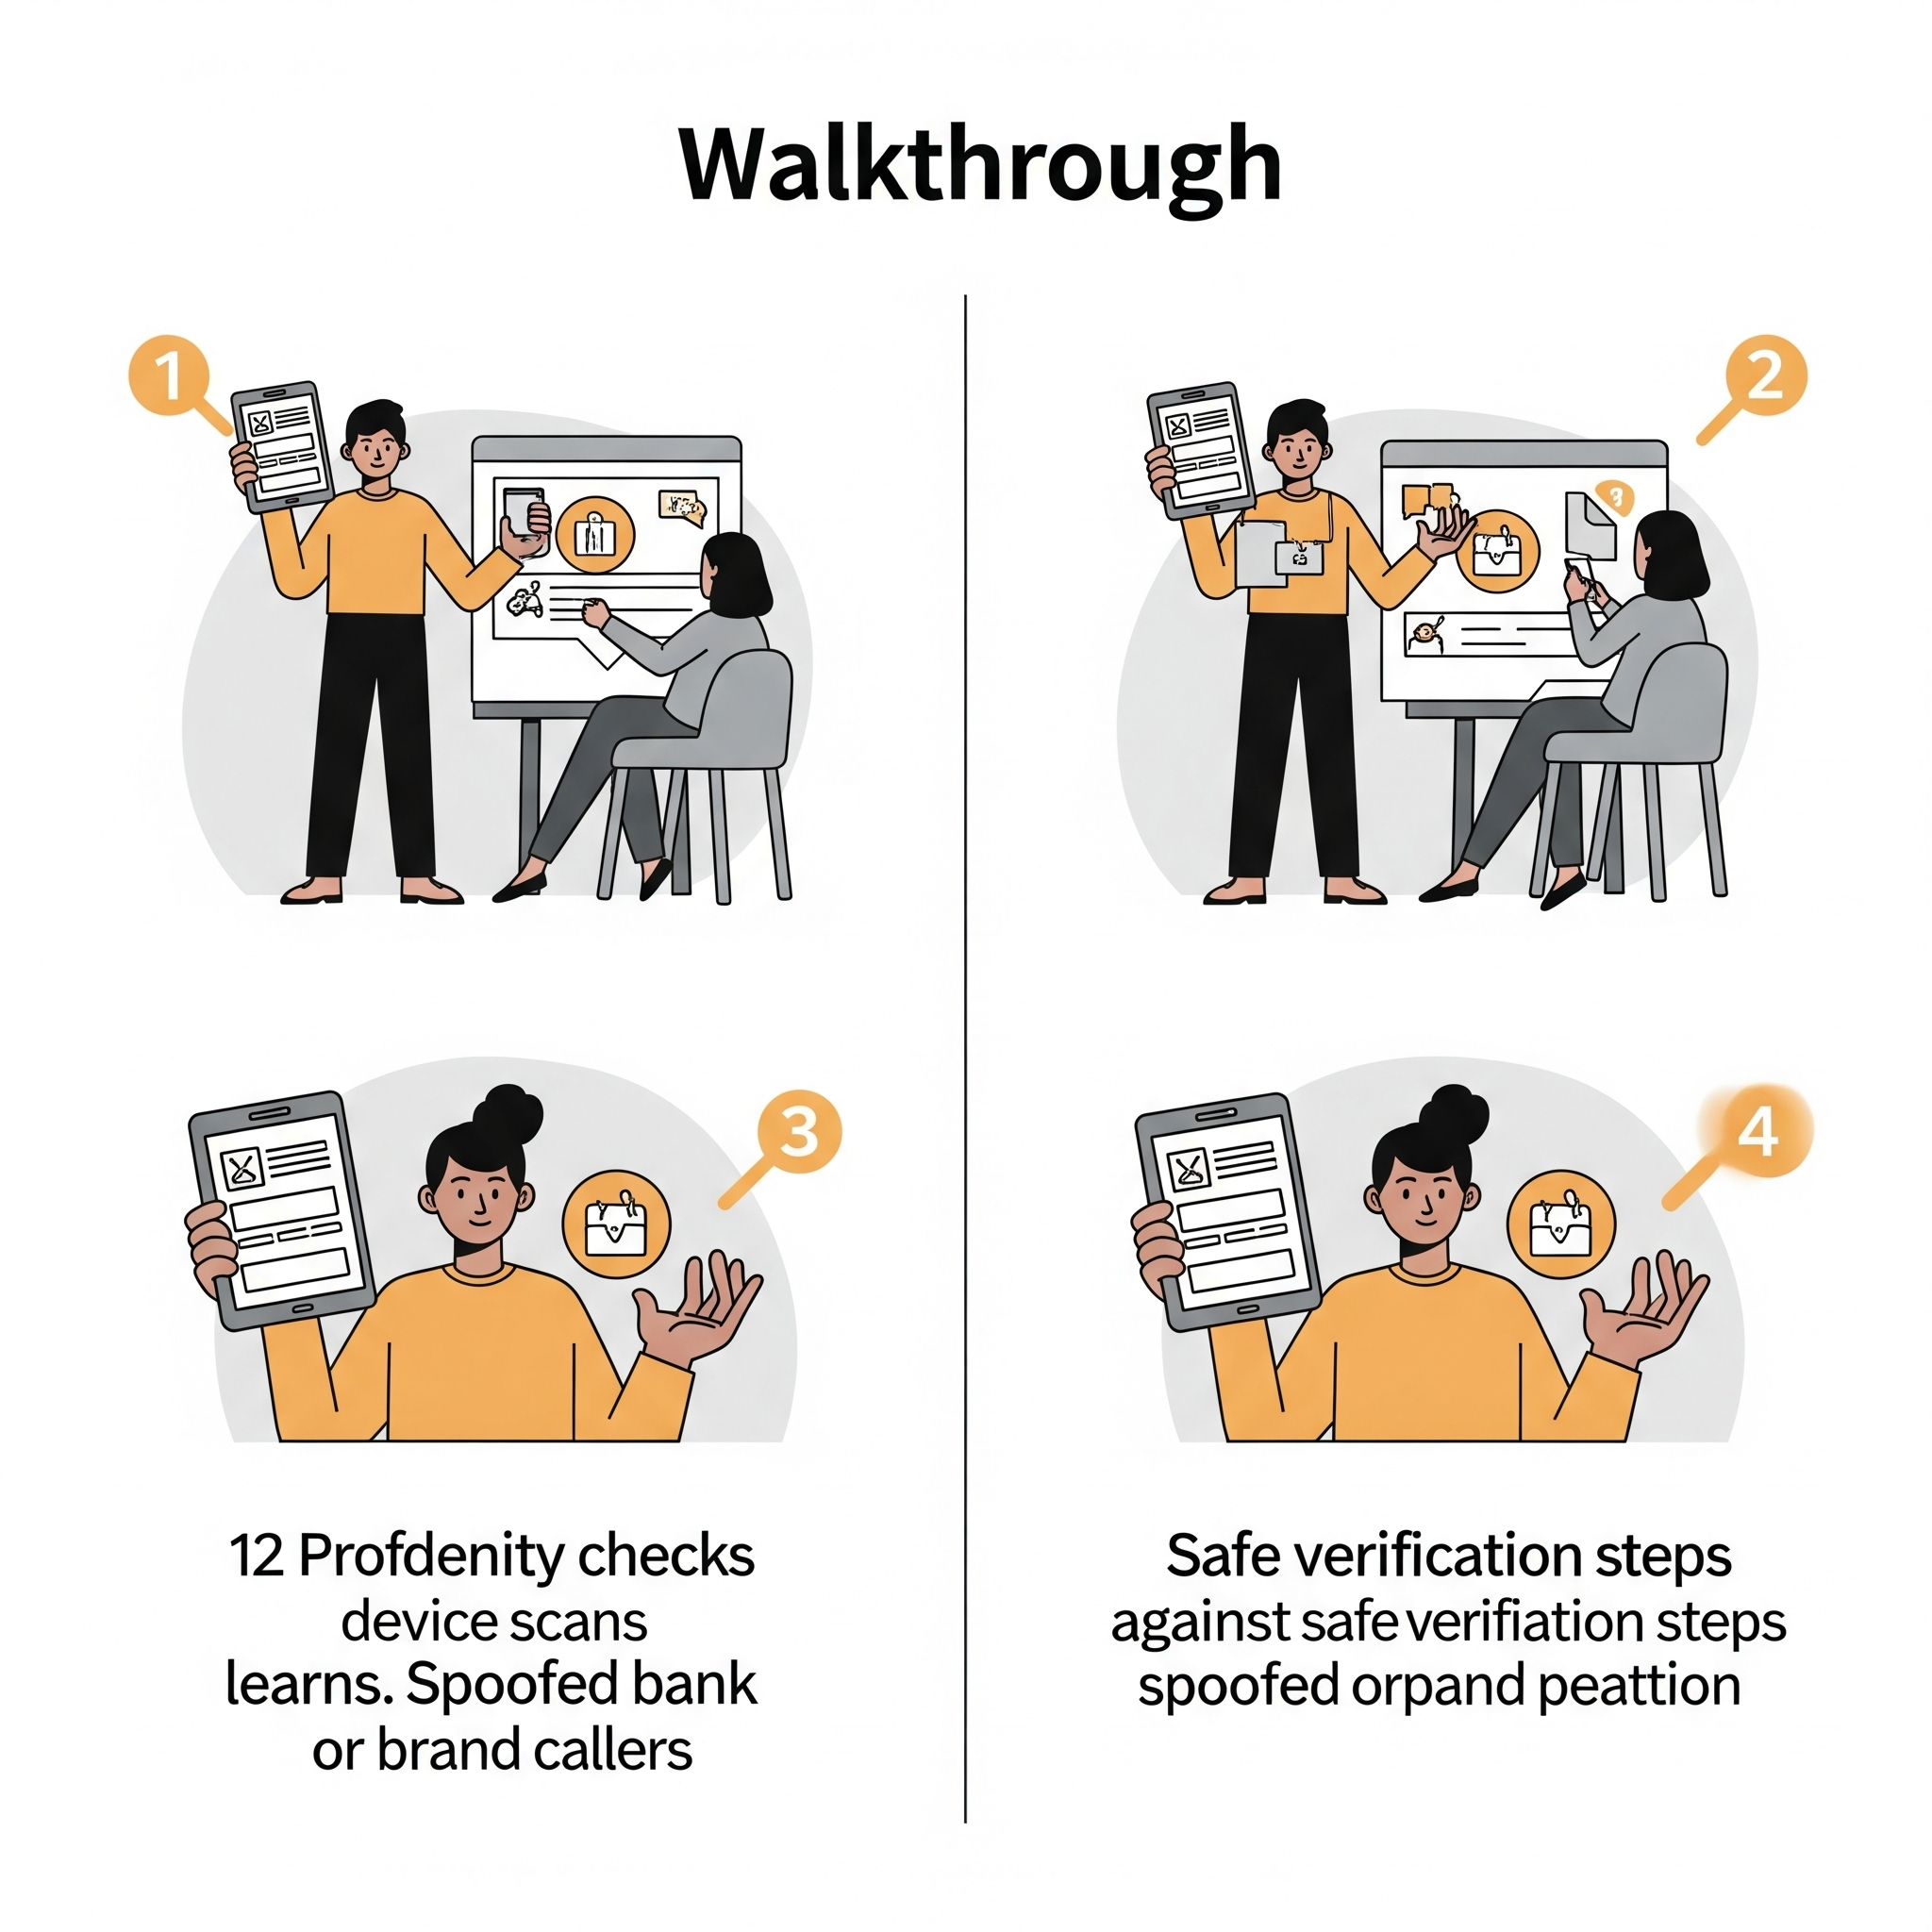 Walkthrough
1
2
3
4
12 Profdenity checks
device scans
learns. Spoofed bank
or brand callers
Safe verification steps
against safe verifiation steps
spoofed orpand peattion